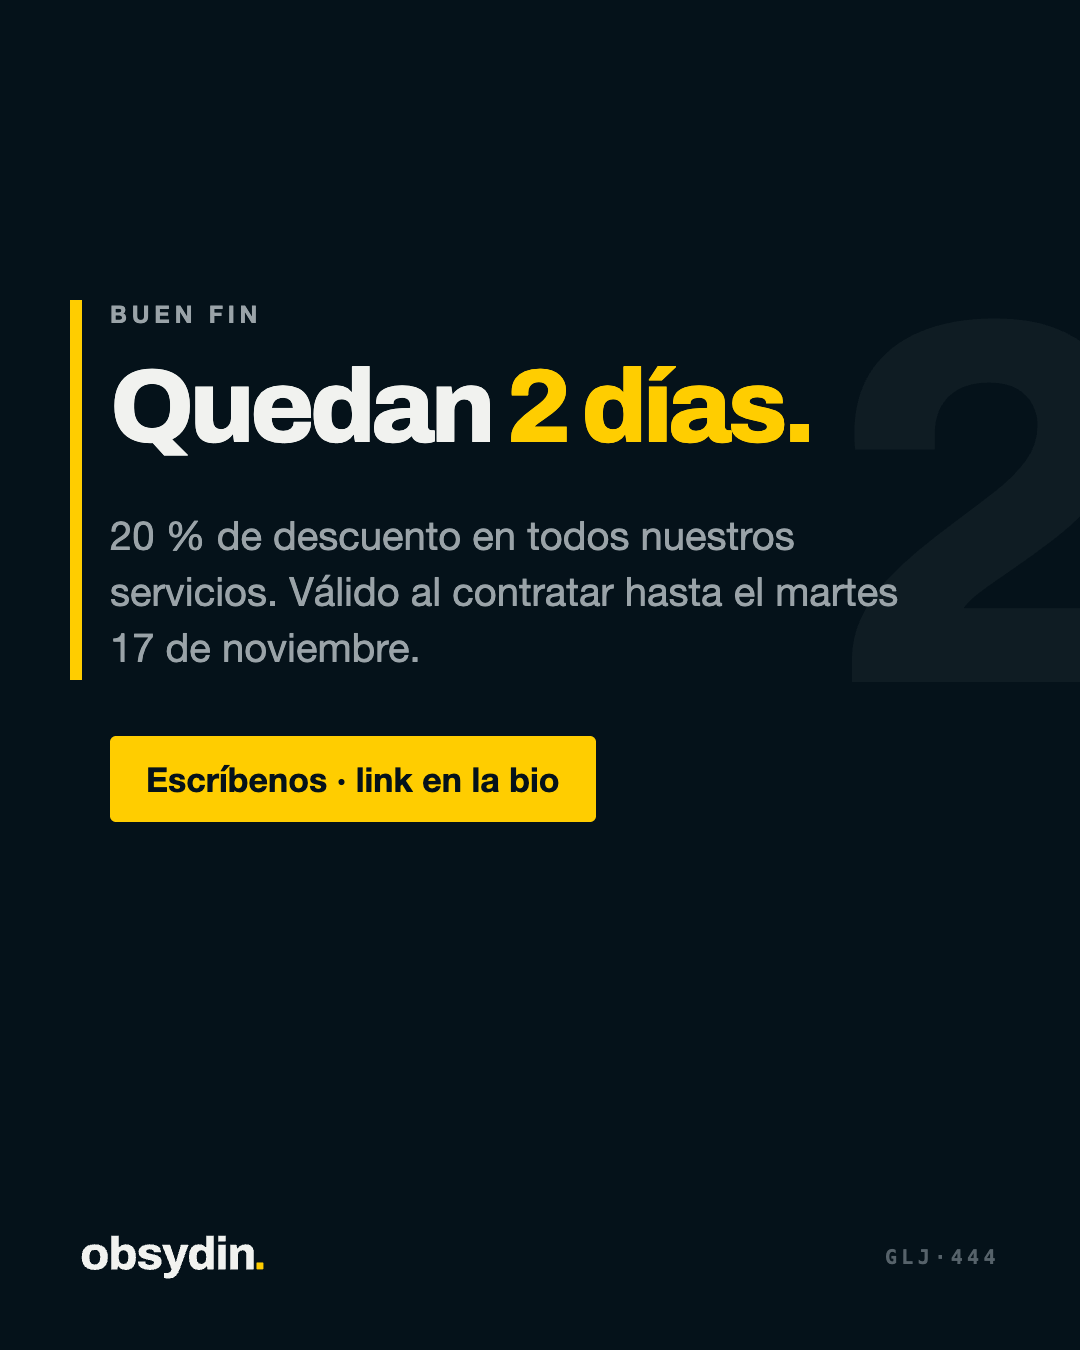 BUEN FIN
Quedan 2 días.
20 % de descuento en todos nuestros
servicios. Válido al contratar hasta el martes
17 de noviembre.
2
Escríbenos · link en la bio
obsydin.
GLJ·444